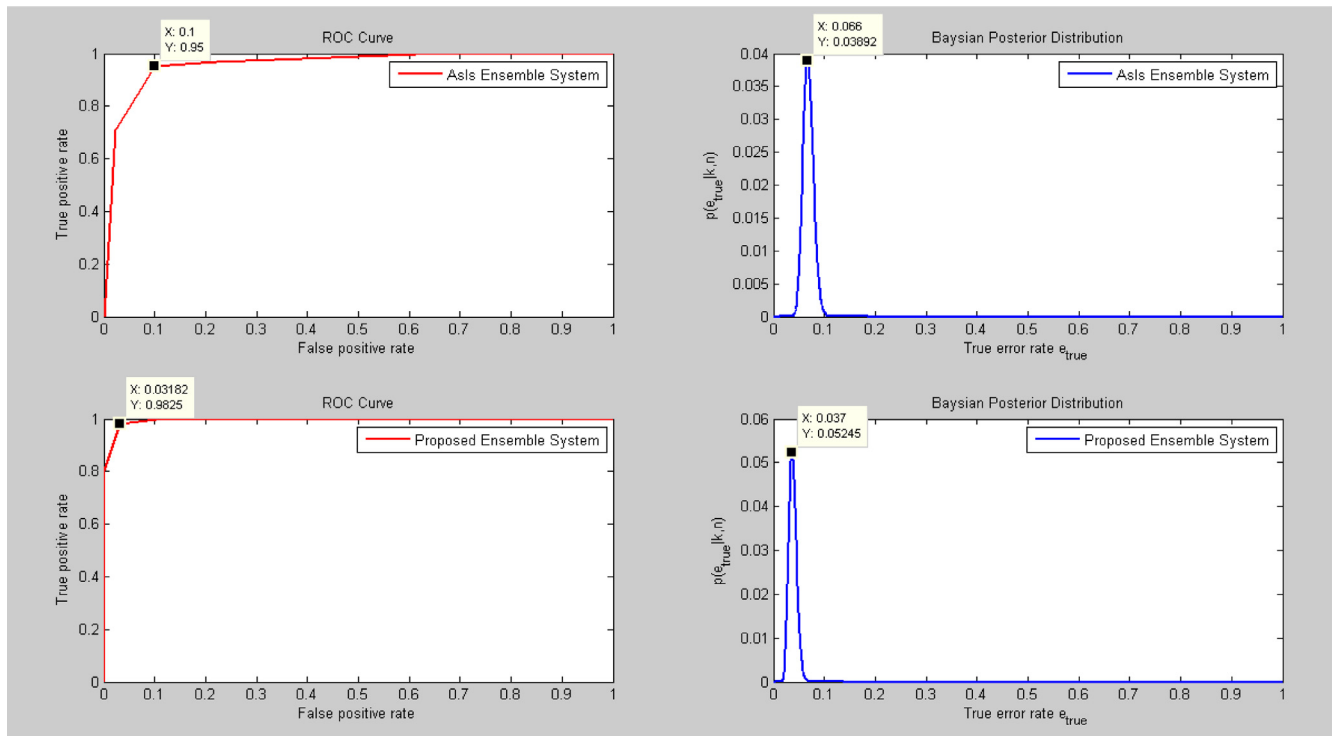 X: 0.1
Y: 0.95
ROC Curve
1
0.8
0.6
0.4
0.2
0
True positive rate
AsIs Ensemble System
0 0.1 0.2 0.3 0.4 0.5 0.6 0.7 0.8 0.9 1
False positive rate
X: 0.066
Y: 0.03892
Baysian Posterior Distribution
0.04
0.035
0.03
0.025
0.02
0.015
0.01
0.005
0
p(e_true|k,n)
AsIs Ensemble System
0 0.1 0.2 0.3 0.4 0.5 0.6 0.7 0.8 0.9 1
True error rate e_true
X: 0.03182
Y: 0.9825
ROC Curve
1
0.8
0.6
0.4
0.2
0
True positive rate
Proposed Ensemble System
0 0.1 0.2 0.3 0.4 0.5 0.6 0.7 0.8 0.9 1
False positive rate
X: 0.037
Y: 0.05245
Baysian Posterior Distribution
0.06
0.05
0.04
0.03
0.02
0.01
0
p(e_true|k,n)
Proposed Ensemble System
0 0.1 0.2 0.3 0.4 0.5 0.6 0.7 0.8 0.9 1
True error rate e_true